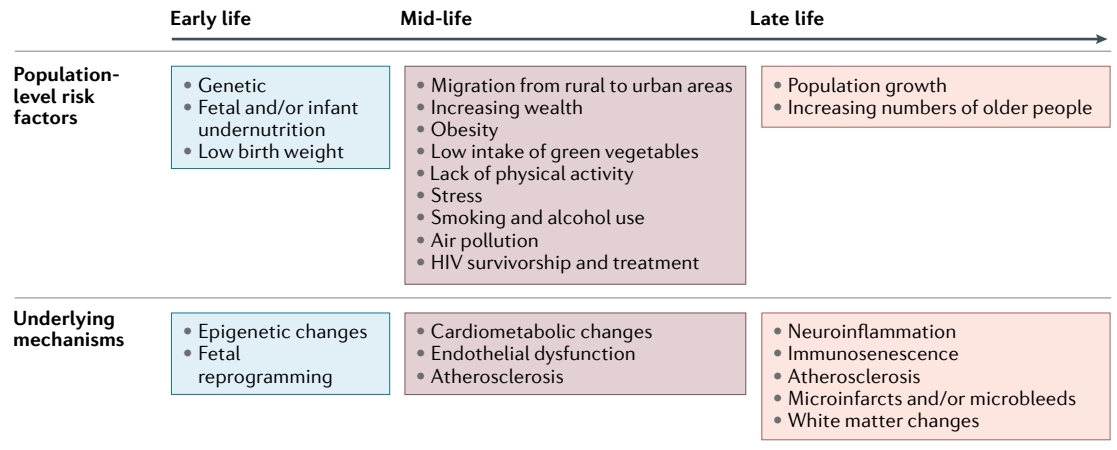 Early life
Mid-life
Late life
Population-
level risk
factors
• Genetic
• Fetal and/or infant
undernutrition
• Low birth weight
• Migration from rural to urban areas
• Increasing wealth
• Obesity
• Low intake of green vegetables
• Lack of physical activity
• Stress
• Smoking and alcohol use
• Air pollution
• HIV survivorship and treatment
• Population growth
• Increasing numbers of older people
Underlying
mechanisms
• Epigenetic changes
• Fetal
reprogramming
• Cardiometabolic changes
• Endothelial dysfunction
• Atherosclerosis
• Neuroinflammation
• Immunosenescence
• Atherosclerosis
• Microinfarcts and/or microbleeds
• White matter changes